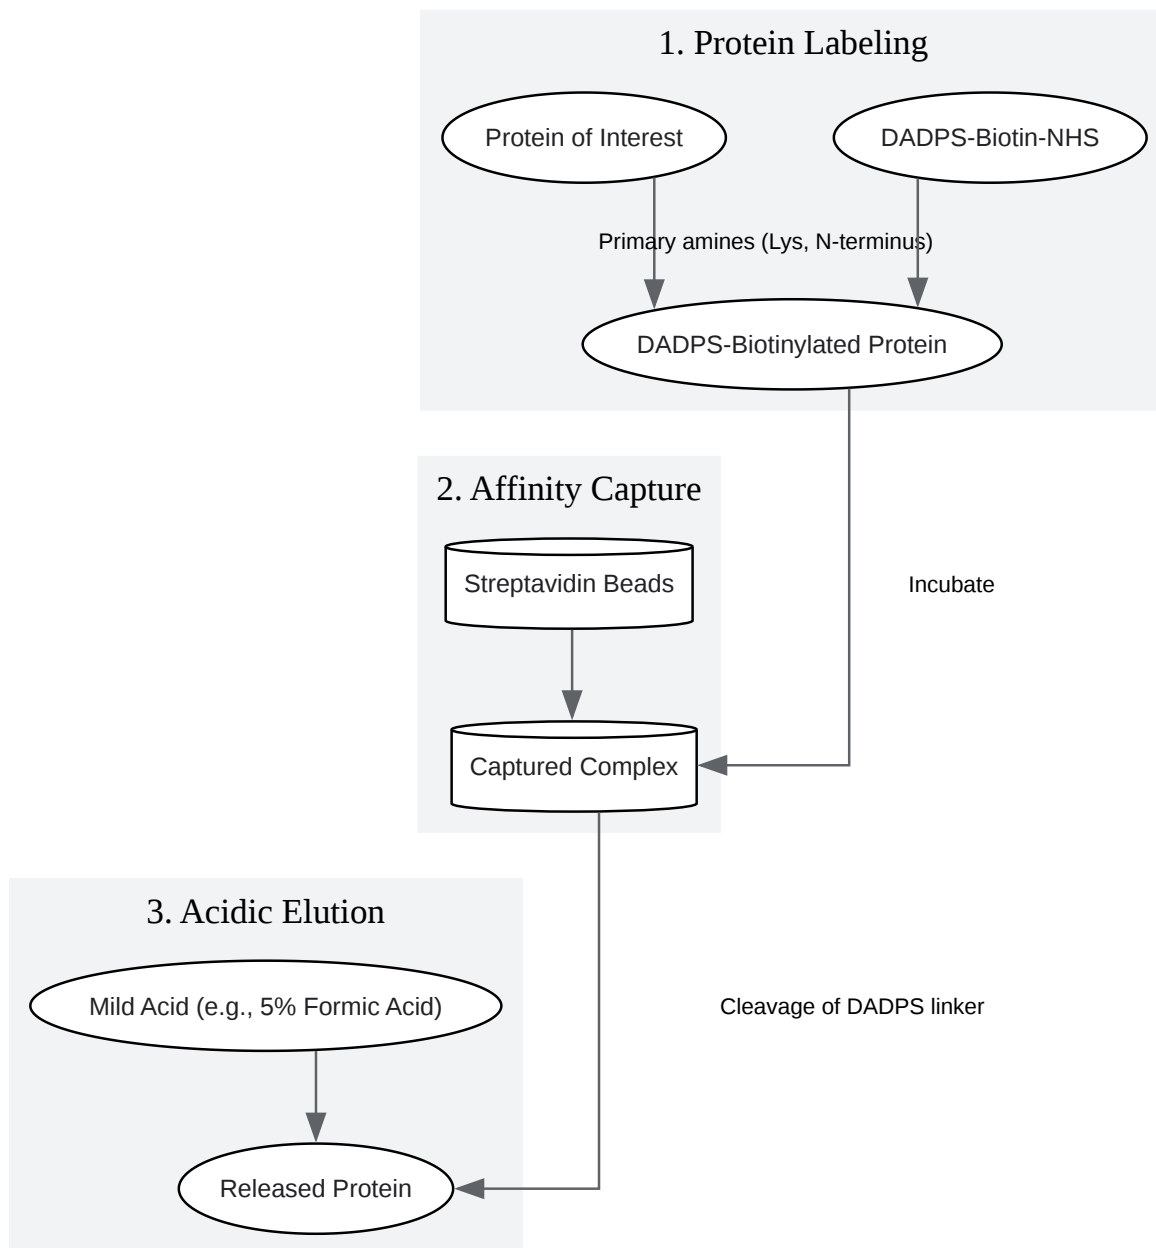 1. Protein Labeling
Protein of Interest
DADPS-Biotin-NHS
Primary amines (Lys, N-terminus)
DADPS-Biotinylated Protein
2. Affinity Capture
Streptavidin Beads
Incubate
Captured Complex
3. Acidic Elution
Mild Acid (e.g., 5% Formic Acid)
Cleavage of DADPS linker
Released Protein